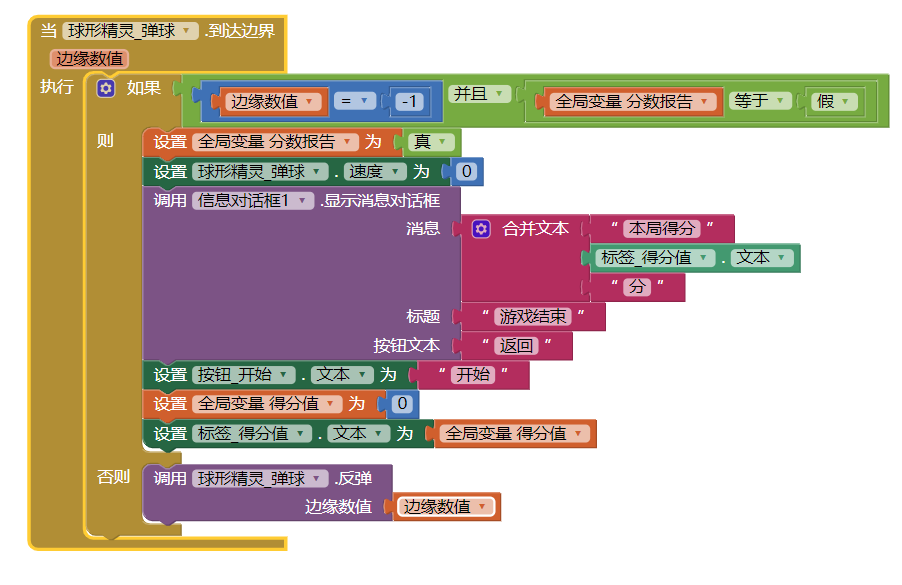 当 球形精灵_弹球 .到达边界
边缘数值
执行 如果 边缘数值 = -1 并且 全局变量 分数报告 等于 假
则 设置 全局变量 分数报告 为 真
设置 球形精灵_弹球 . 速度 为 0
调用 信息对话框1 .显示消息对话框
消息 合并文本 “ 本局得分 ”
标签_得分值 . 文本
“ 分 ”
标题 “ 游戏结束 ”
按钮文本 “ 返回 ”
设置 按钮_开始 . 文本 为 “ 开始 ”
设置 全局变量 得分值 为 0
设置 标签_得分值 . 文本 为 全局变量 得分值
否则 调用 球形精灵_弹球 .反弹
边缘数值 边缘数值